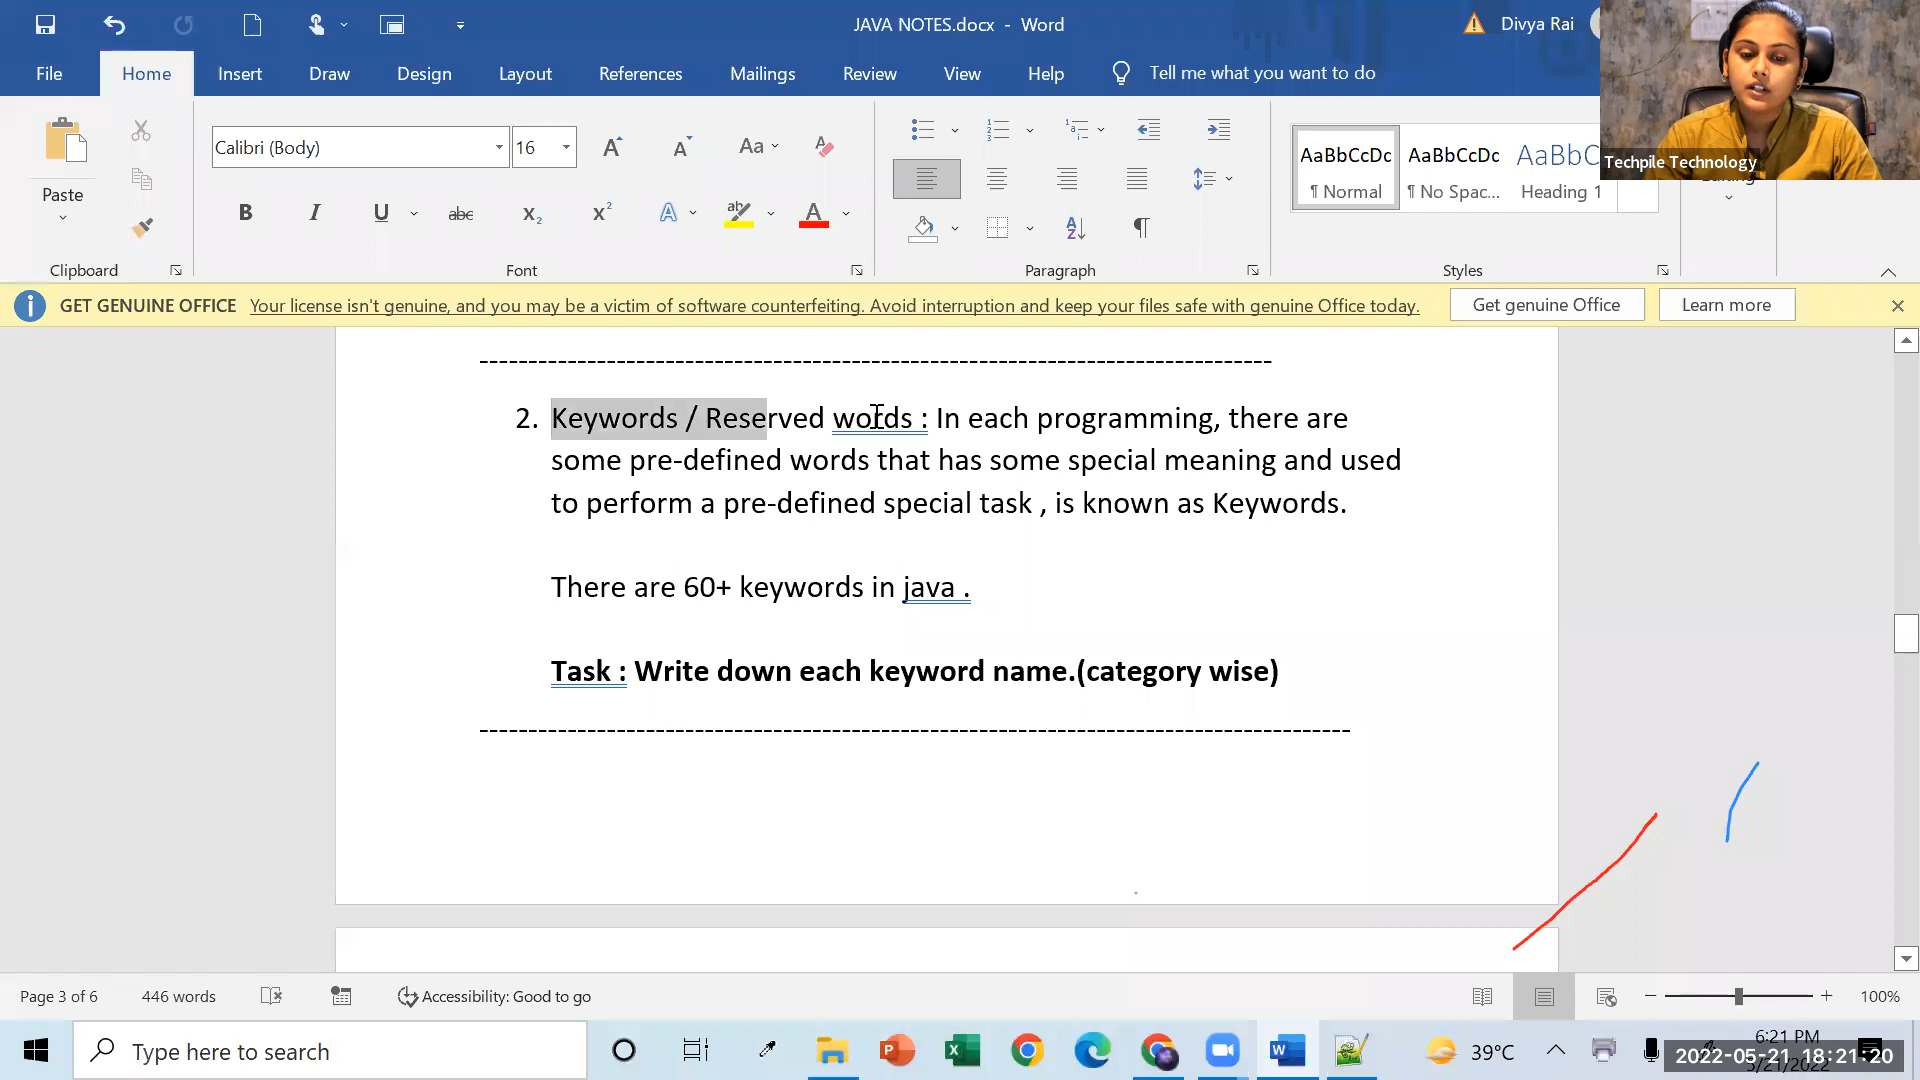 JAVA NOTES.docx - Word
Divya Rai
File Home Insert Draw Design Layout References Mailings Review View Help Tell me what you want to do
Techpile Technology
Paste
Calibri (Body) 16
Aa
B I U abc X₂ X² A ab A
AaBbCcDc AaBbCcDc AaBbC
¶ Normal ¶ No Spac... Heading 1
Clipboard Font Paragraph Styles
GET GENUINE OFFICE Your license isn't genuine, and you may be a victim of software counterfeiting. Avoid interruption and keep your files safe with genuine Office today. Get genuine Office Learn more
2. Keywords / Reserved words : In each programming, there are
some pre-defined words that has some special meaning and used
to perform a pre-defined special task , is known as Keywords.
There are 60+ keywords in java .
Task : Write down each keyword name.(category wise)
Page 3 of 6 446 words Accessibility: Good to go 100%
Type here to search
39°C
6:21 PM
2022-05-21 18:21:20